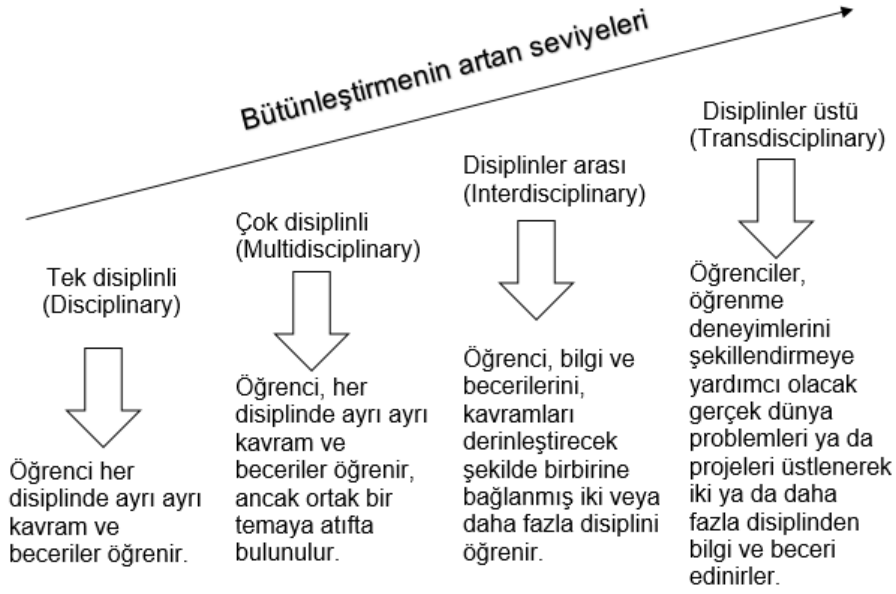 Bütünleştirmenin artan seviyeleri
Tek disiplinli
(Disciplinary)
Öğrenci her
disiplinde ayrı ayrı
kavram ve
beceriler öğrenir.
Çok disiplinli
(Multidisciplinary)
Öğrenci, her
disiplinde ayrı ayrı
kavram ve
beceriler öğrenir,
ancak ortak bir
temaya atıfta
bulunulur.
Disiplinler arası
(Interdisciplinary)
Öğrenci, bilgi ve
becerilerini,
kavramları
derinleştirecek
şekilde birbirine
bağlanmış iki veya
daha fazla disiplini
öğrenir.
Disiplinler üstü
(Transdisciplinary)
Öğrenciler,
öğrenme
deneyimlerini
şekillendirmeye
yardımcı olacak
gerçek dünya
problemleri ya da
projeleri üstlenerek
iki ya da daha
fazla disiplinden
bilgi ve beceri
edinirler.